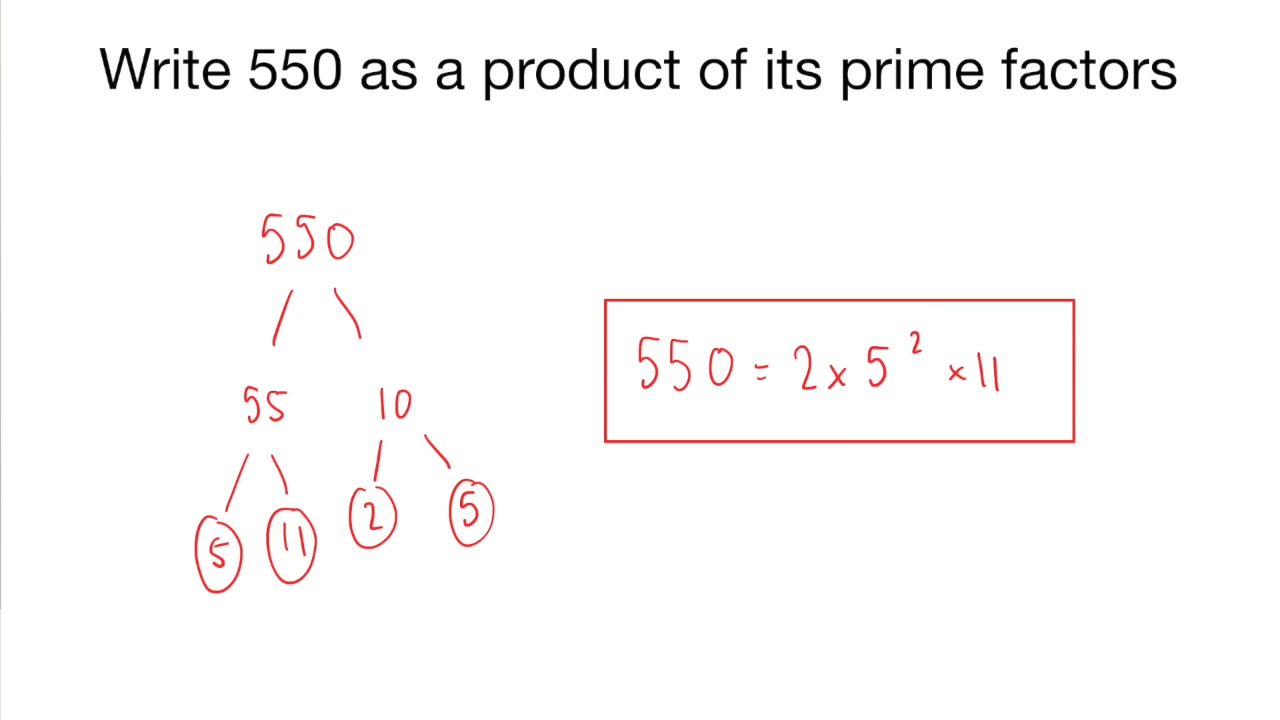 Write 550 as a product of its prime factors
550
55 10
5 11 2 5
550 = 2 x 5² x 11